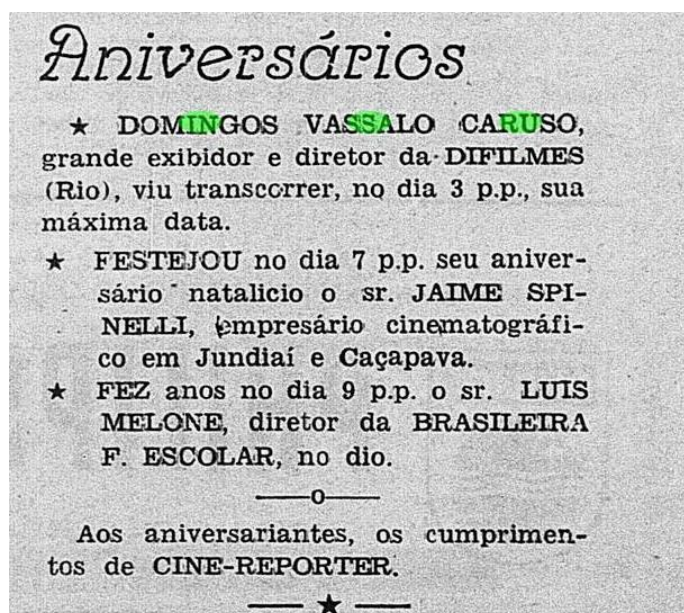 Aniversários
★ DOMINGOS VASSALO CARUSO,
grande exibidor e diretor da DIFILMES
(Rio), viu transcorrer, no dia 3 p.p., sua
máxima data.
★ FESTEJOU no dia 7 p.p. seu aniver-
sário natalicio o sr. JAIME SPI-
NELLI, empresário cinematográfi-
co em Jundiaí e Caçapava.
★ FEZ anos no dia 9 p.p. o sr. LUIS
MELONE, diretor da BRASILEIRA
F. ESCOLAR, no dio.
—o—
Aos aniversariantes, os cumprimen-
tos de CINE-REPORTER.
— ★ —